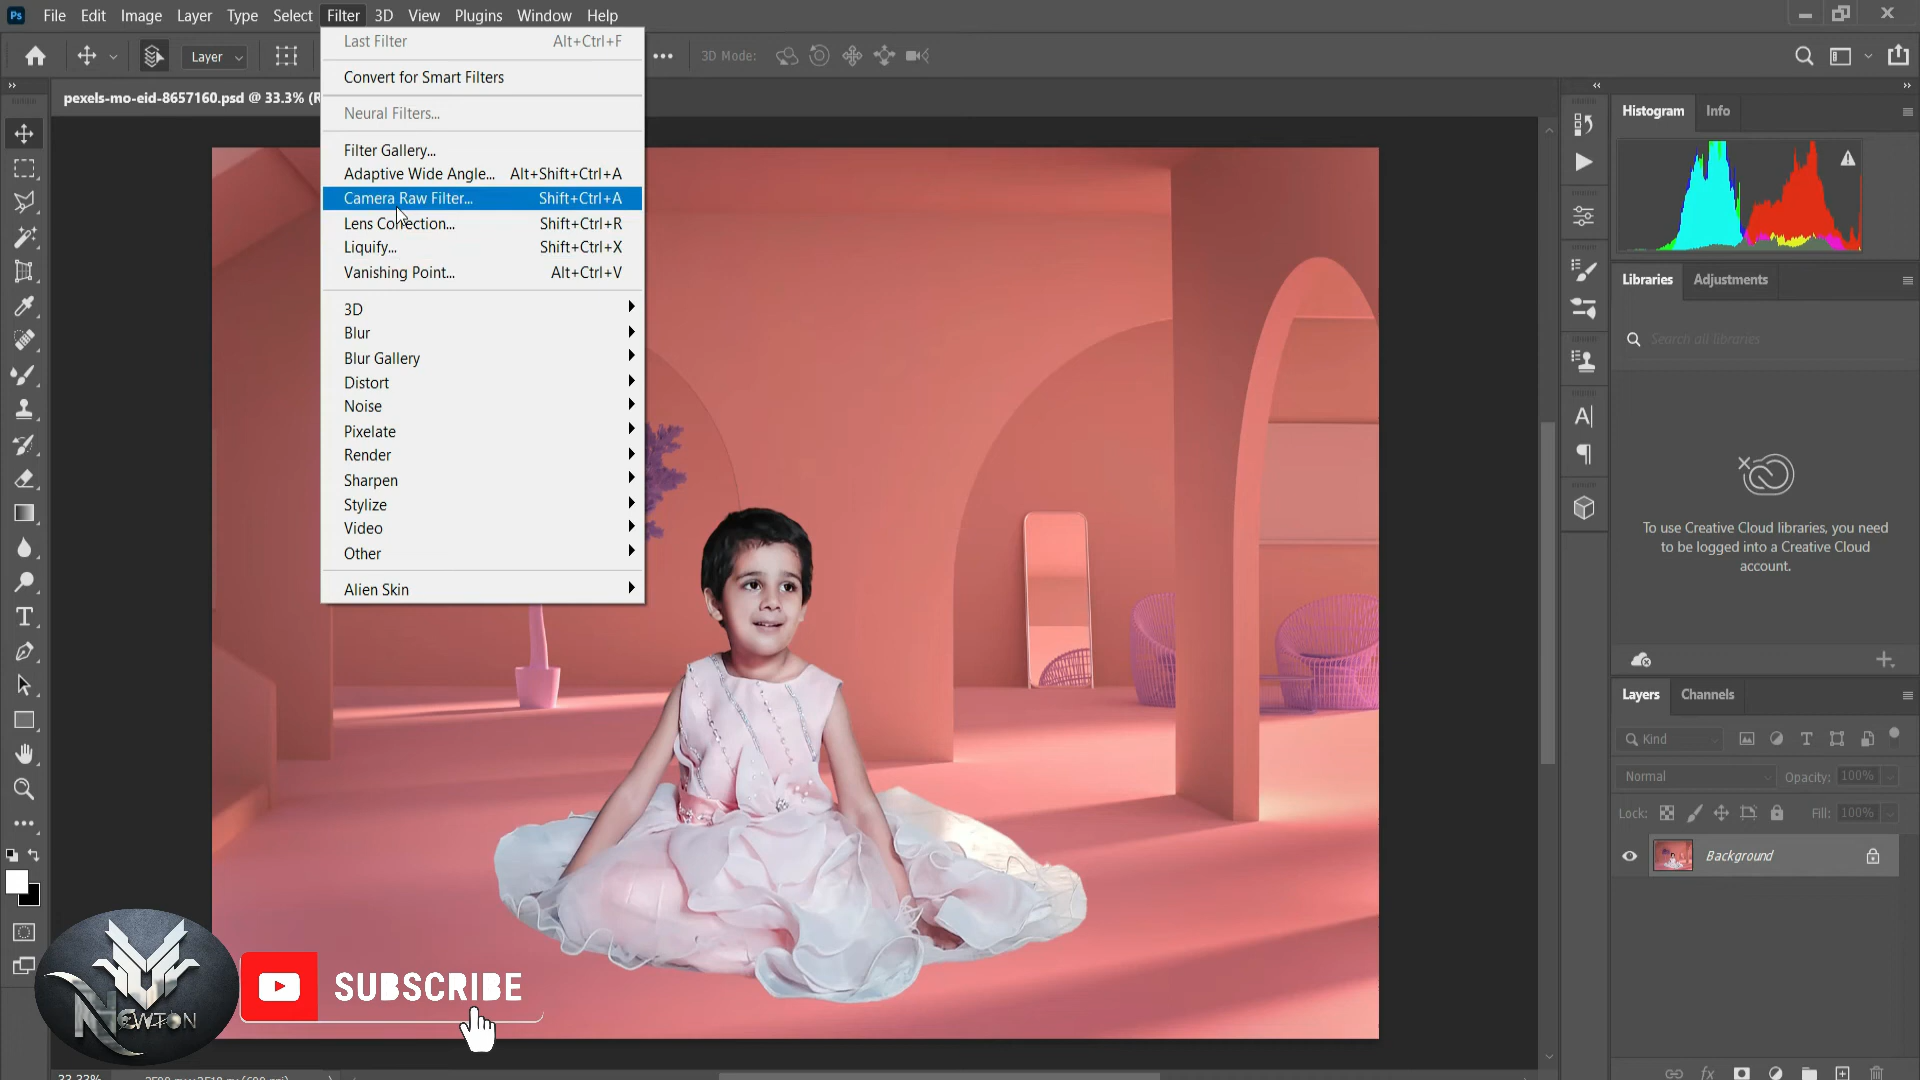 Ps File Edit Image Layer Type Select Filter 3D View Plugins Window Help
Layer
3D Mode:
pexels-mo-eid-8657160.psd @ 33.3% (R
Last Filter Alt+Ctrl+F
Convert for Smart Filters
Neural Filters...
Filter Gallery...
Adaptive Wide Angle... Alt+Shift+Ctrl+A
Camera Raw Filter... Shift+Ctrl+A
Lens Correction... Shift+Ctrl+R
Liquify... Shift+Ctrl+X
Vanishing Point... Alt+Ctrl+V
3D
Blur
Blur Gallery
Distort
Noise
Pixelate
Render
Sharpen
Stylize
Video
Other
Alien Skin
Histogram Info
Libraries Adjustments
Search all libraries
To use Creative Cloud libraries, you need
to be logged into a Creative Cloud
account.
Layers Channels
Kind
Normal Opacity: 100%
Lock: Fill: 100%
Background
NEWTON
SUBSCRIBE
33.33%
fx